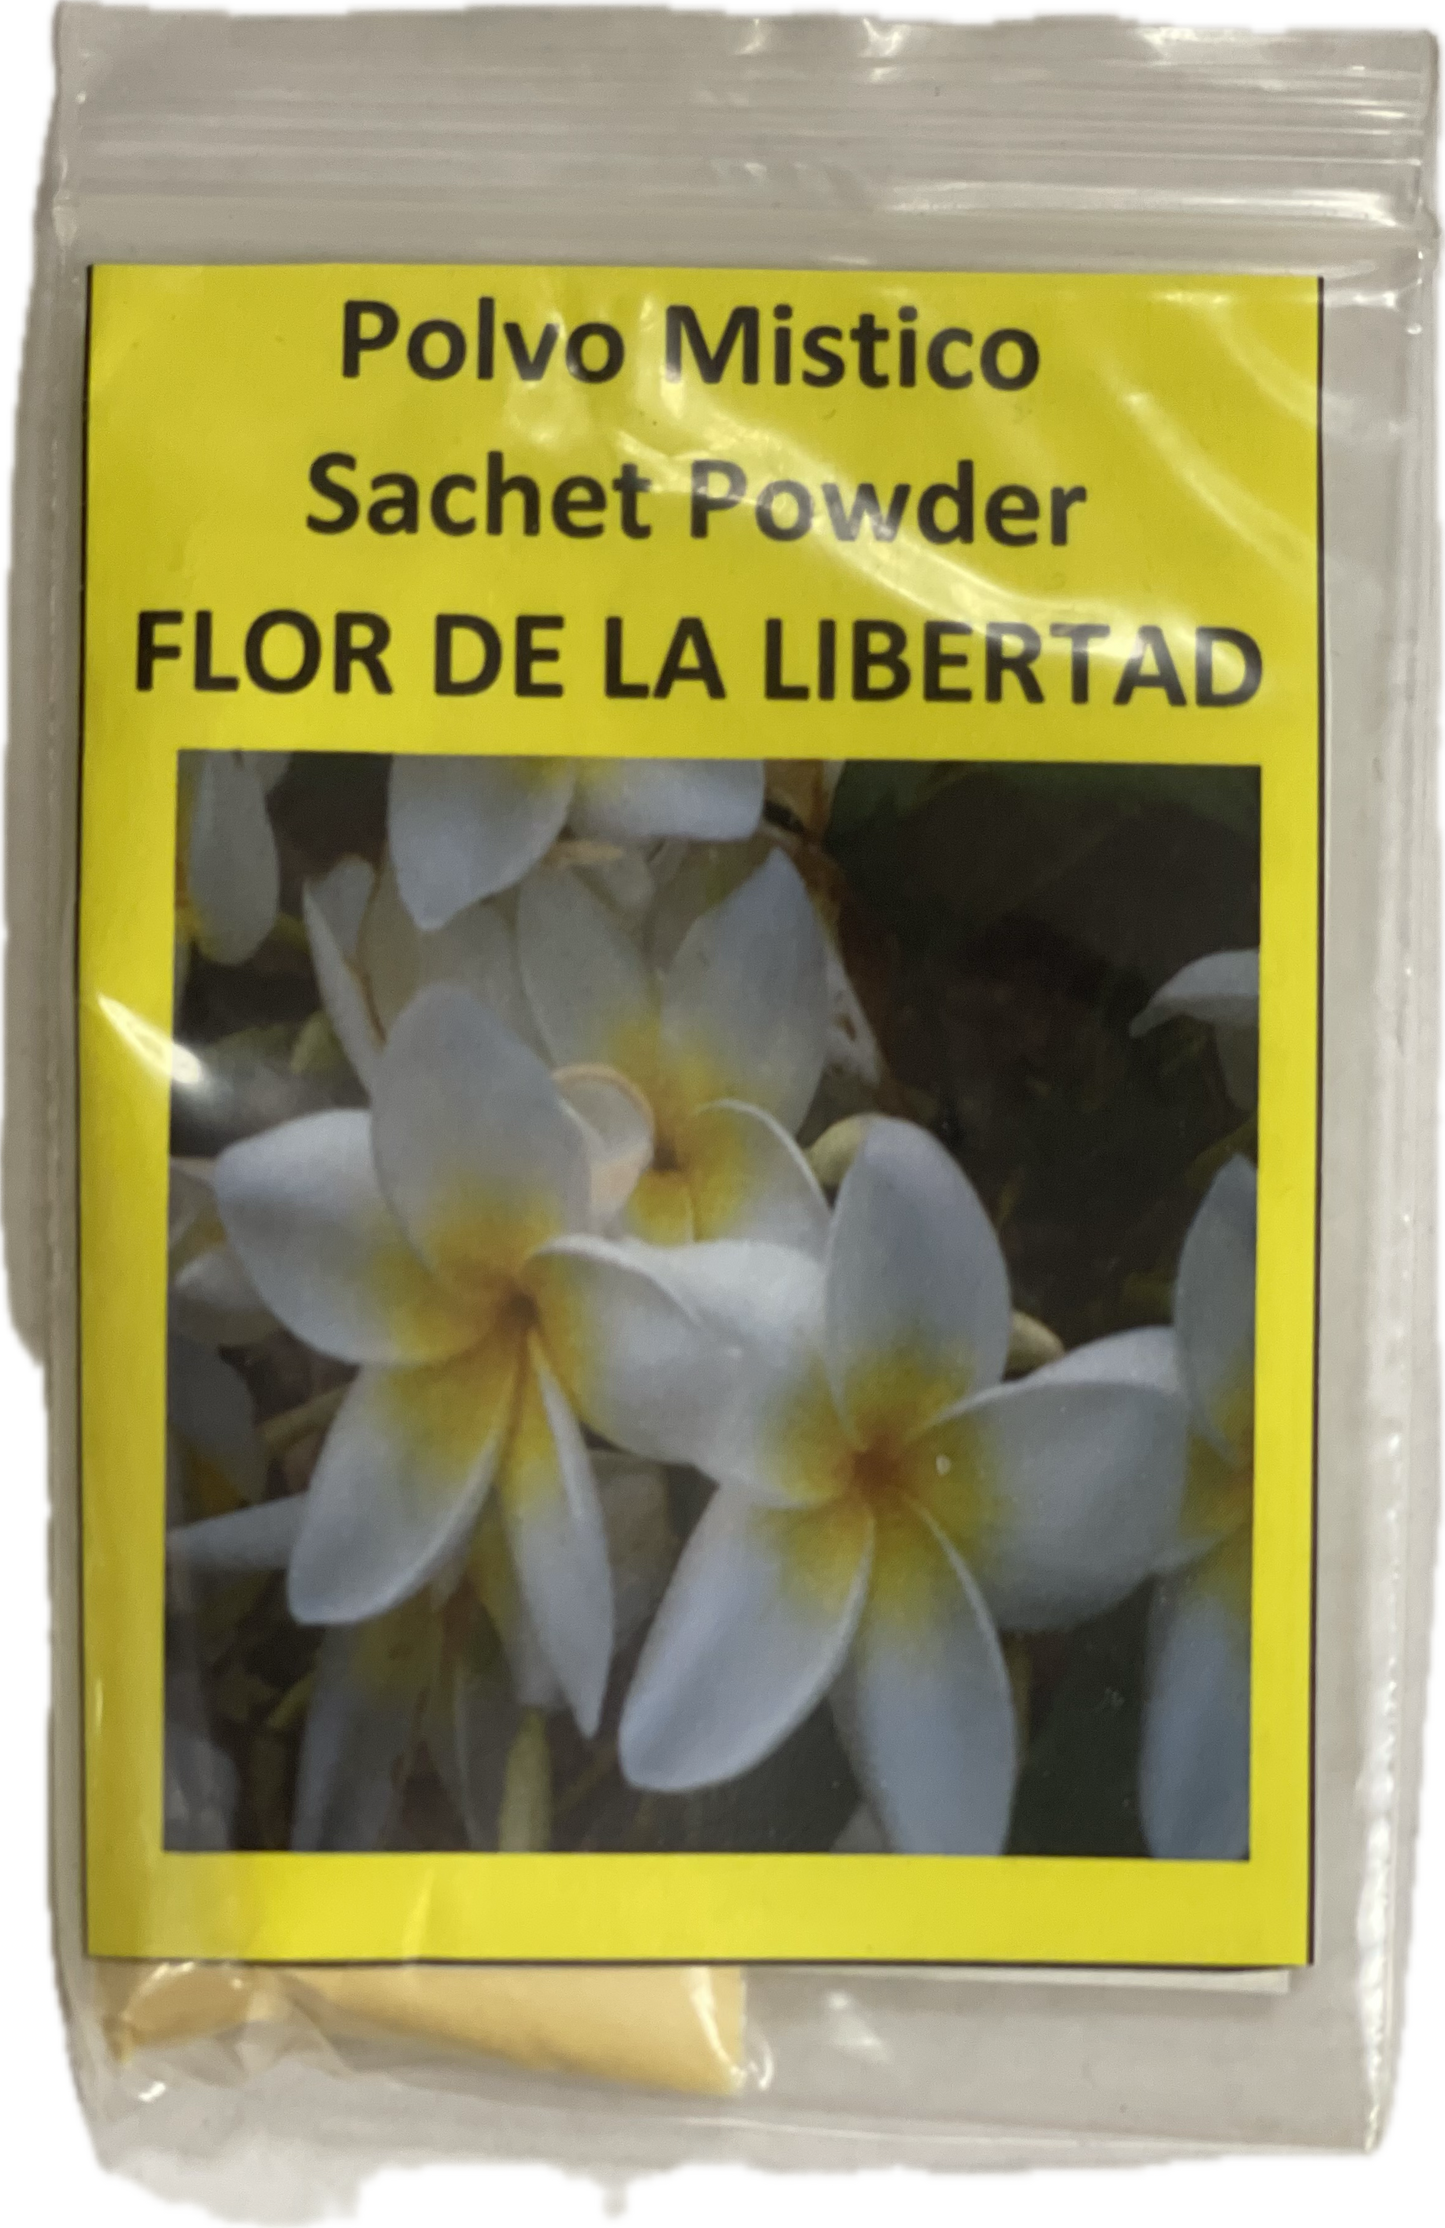 Polvo Mistico
Sachet Powder
FLOR DE LA LIBERTAD